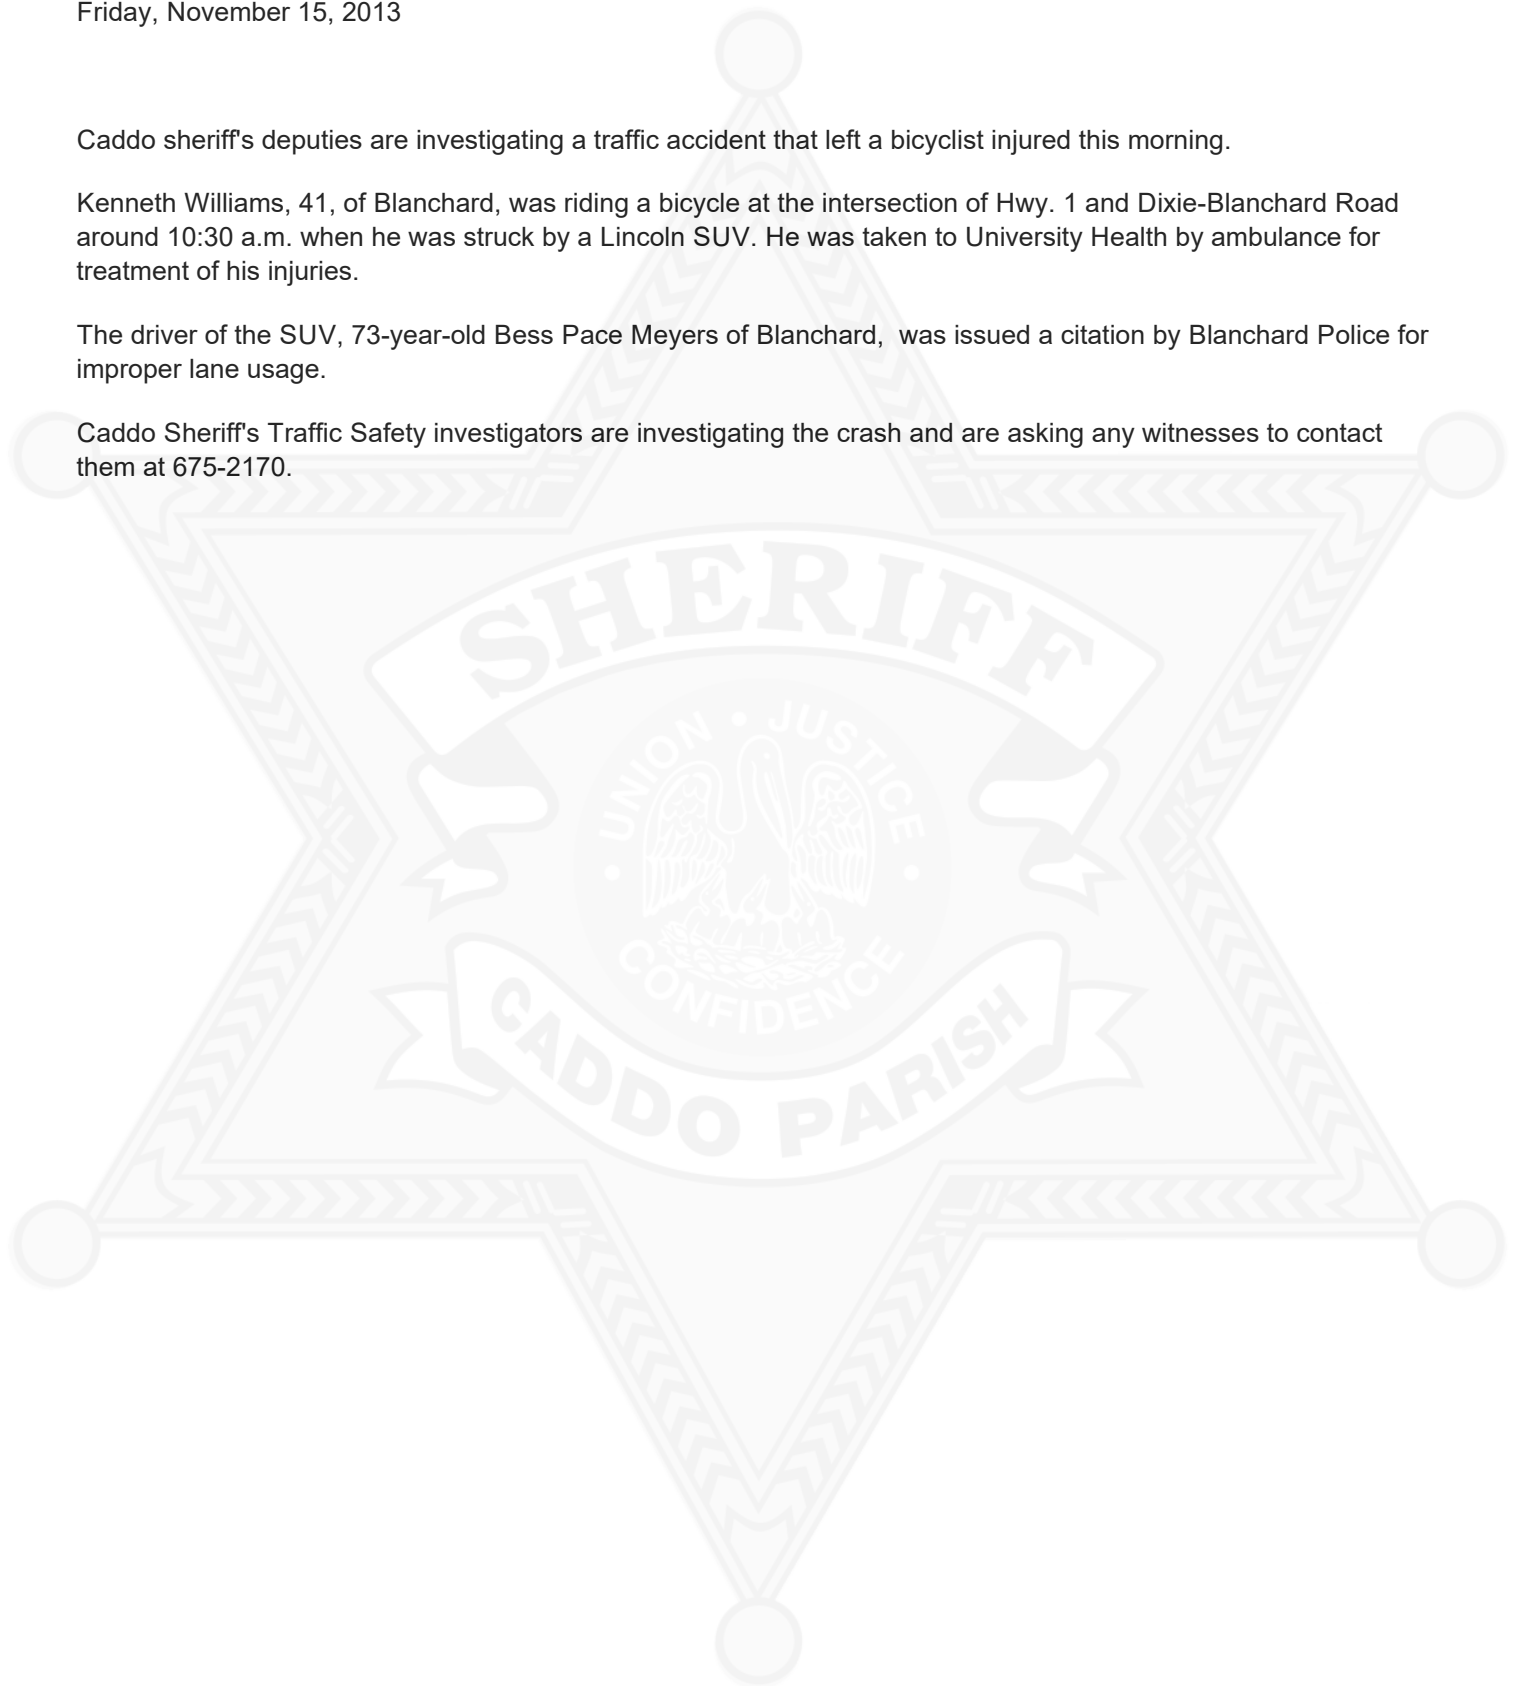 Friday, November 15, 2013
Caddo sheriff's deputies are investigating a traffic accident that left a bicyclist injured this morning.
Kenneth Williams, 41, of Blanchard, was riding a bicycle at the intersection of Hwy. 1 and Dixie-Blanchard Road
around 10:30 a.m. when he was struck by a Lincoln SUV. He was taken to University Health by ambulance for
treatment of his injuries.
The driver of the SUV, 73-year-old Bess Pace Meyers of Blanchard,  was issued a citation by Blanchard Police for
improper lane usage.
Caddo Sheriff's Traffic Safety investigators are investigating the crash and are asking any witnesses to contact
them at 675-2170.
SHERIFF
UNION • JUSTICE
• CONFIDENCE •
CADDO PARISH